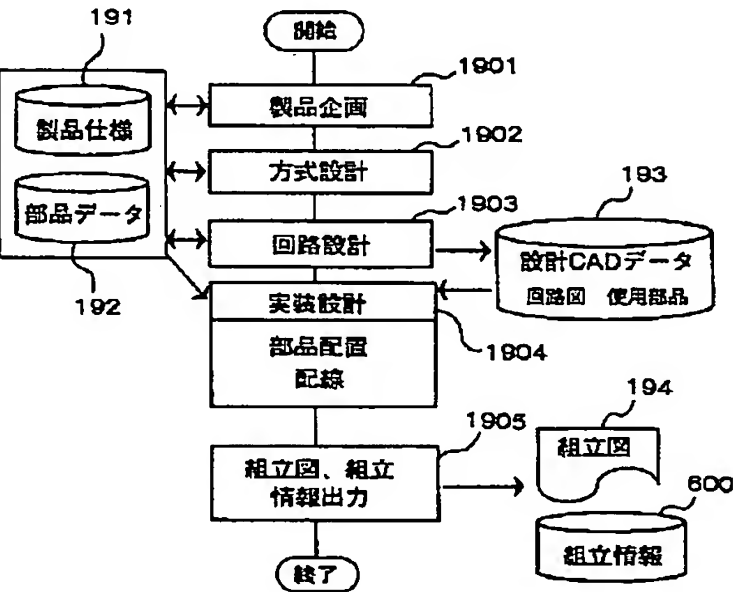 開始
191
1901
製品仕様
製品企画
1902
方式設計
部品データ
192
1903
回路設計
193
設計CADデータ
回路図 使用部品
実装設計
1904
部品配置
配線
1905
組立図、組立
情報出力
194
組立図
600
組立情報
終了